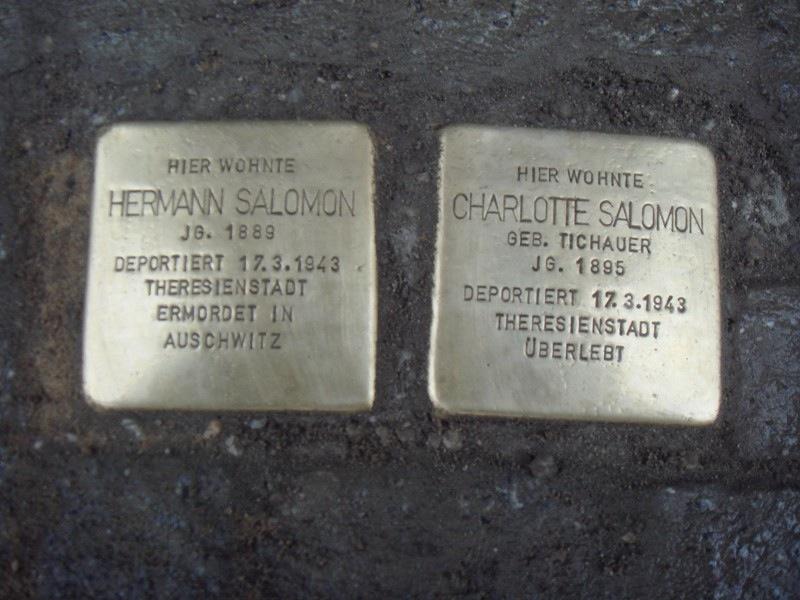 HIER WOHNTE
HERMANN SALOMON
JG. 1889
DEPORTIERT 17.3.1943
THERESIENSTADT
ERMORDET IN
AUSCHWITZ
HIER WOHNTE
CHARLOTTE SALOMON
GEB. TICHAUER
JG. 1895
DEPORTIERT 17.3.1943
THERESIENSTADT
ÜBERLEBT